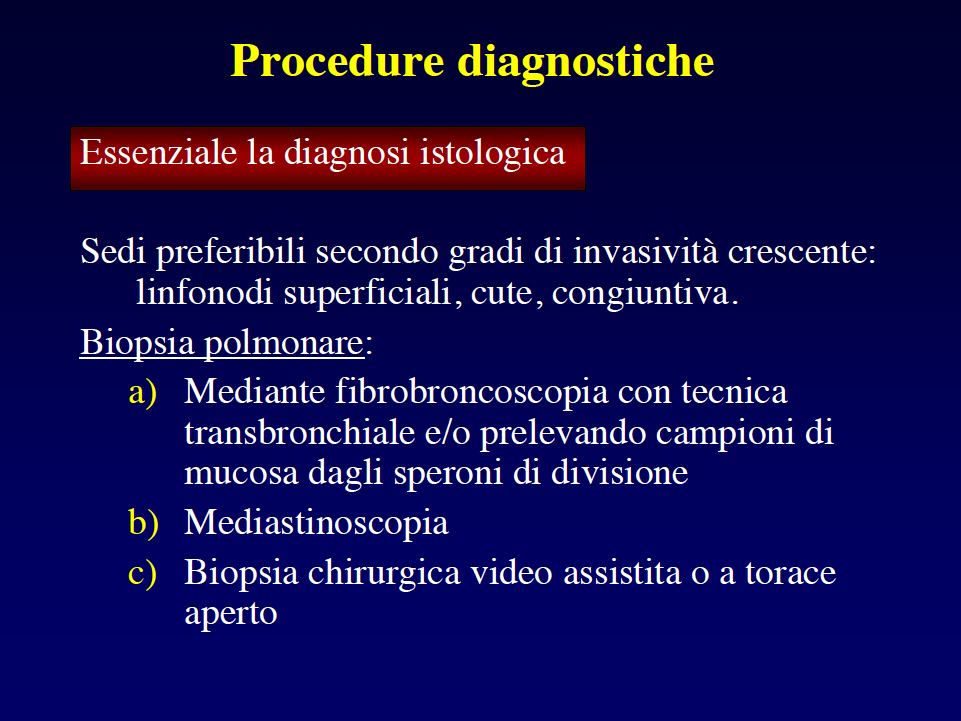 Procedure diagnostiche
Essenziale la diagnosi istologica
Sedi preferibili secondo gradi di invasività crescente:
linfonodi superficiali, cute, congiuntiva.
Biopsia polmonare:
a) Mediante fibrobroncoscopia con tecnica
transbronchiale e/o prelevando campioni di
mucosa dagli speroni di divisione
b) Mediastinoscopia
c) Biopsia chirurgica video assistita o a torace
aperto